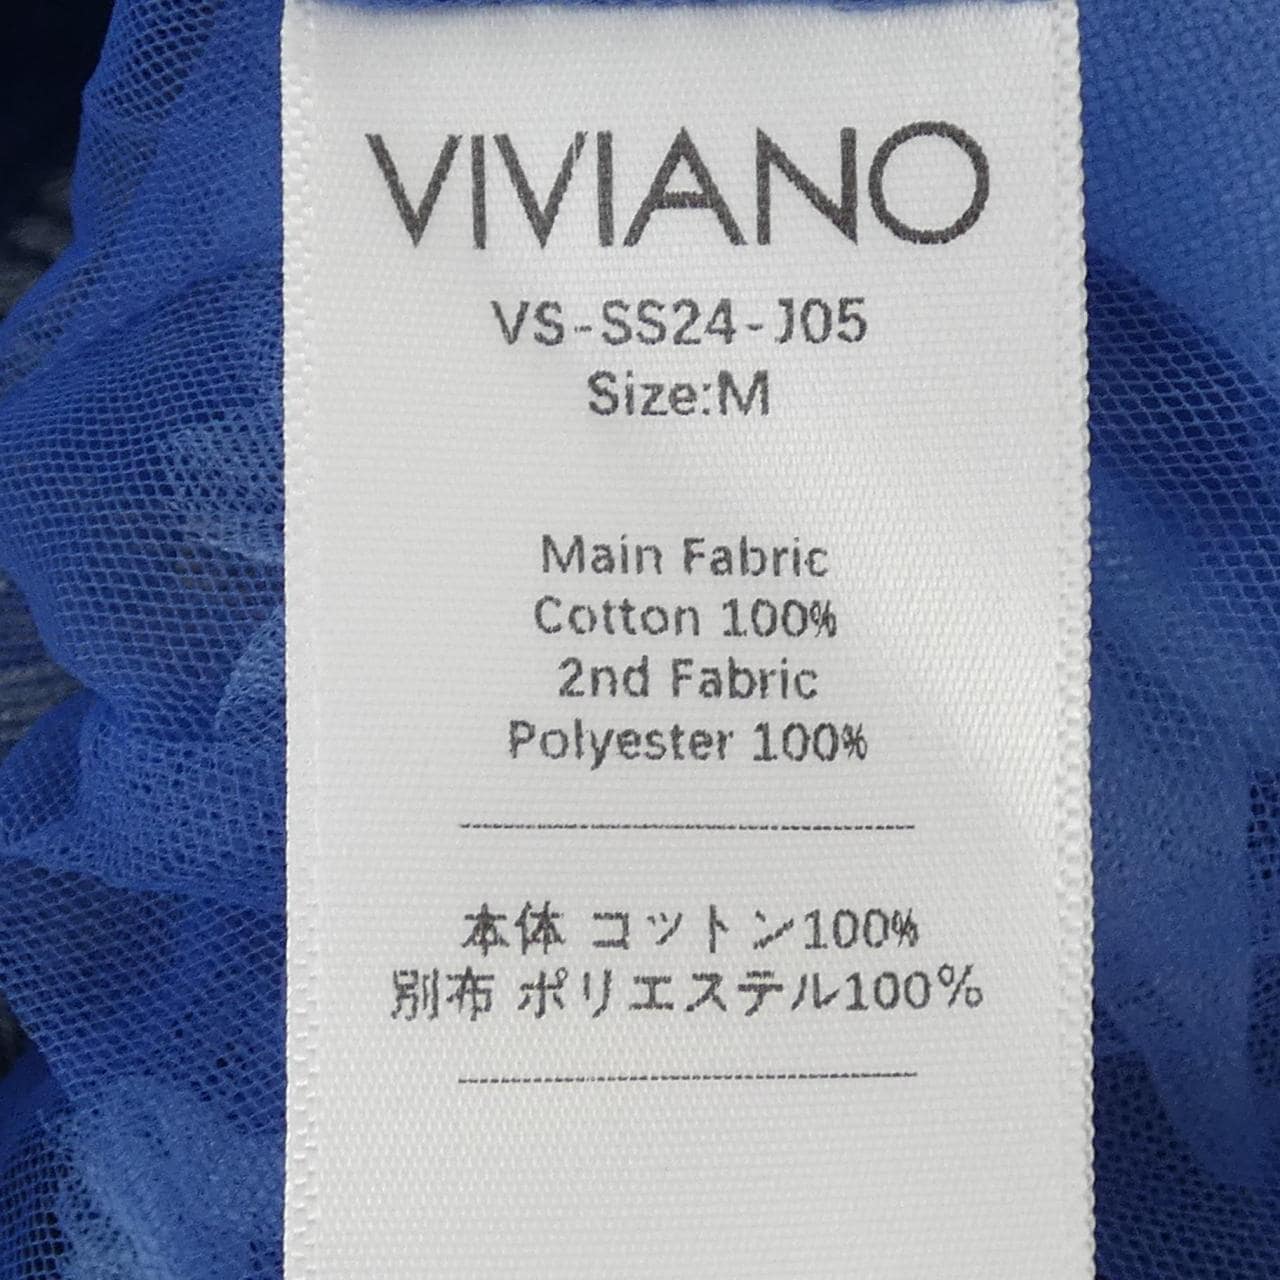 VIVIANO
VS-SS24-J05
Size:M
Main Fabric
Cotton 100%
2nd Fabric
Polyester 100%
本体 コットン100%
別布 ポリエステル100%